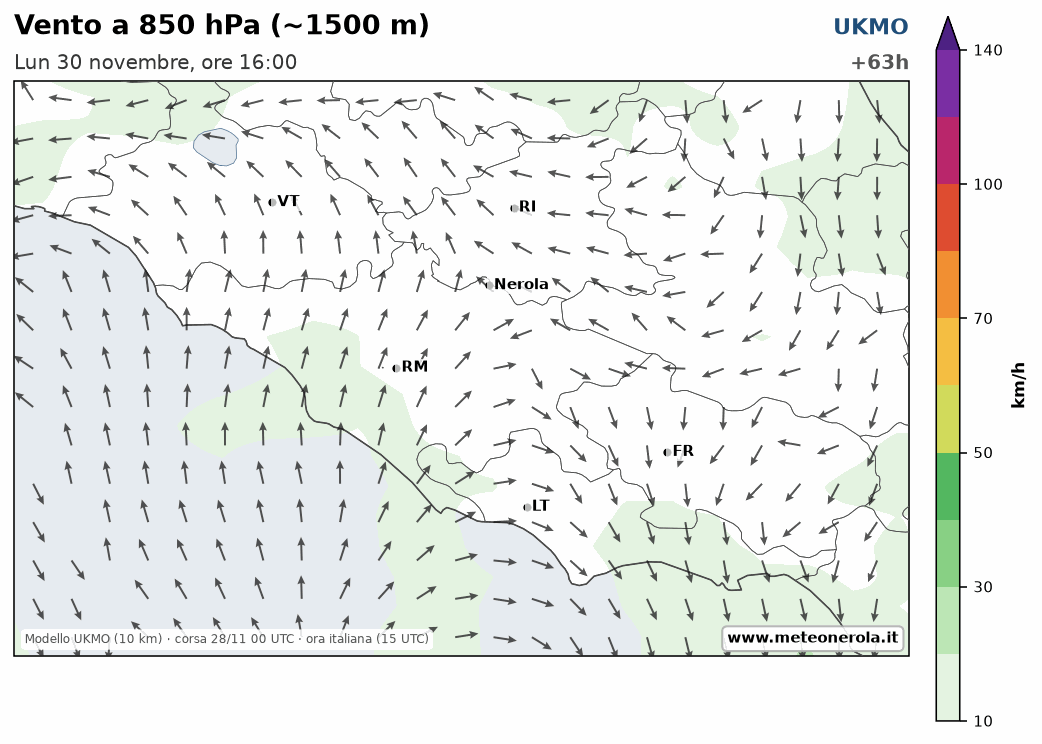 Vento a 850 hPa (~1500 m)
UKMO
Lun 30 novembre, ore 16:00
+63h
VT
RI
Nerola
RM
FR
LT
Modello UKMO (10 km) · corsa 28/11 00 UTC · ora italiana (15 UTC)
www.meteonerola.it
140
100
70
50
30
10
km/h